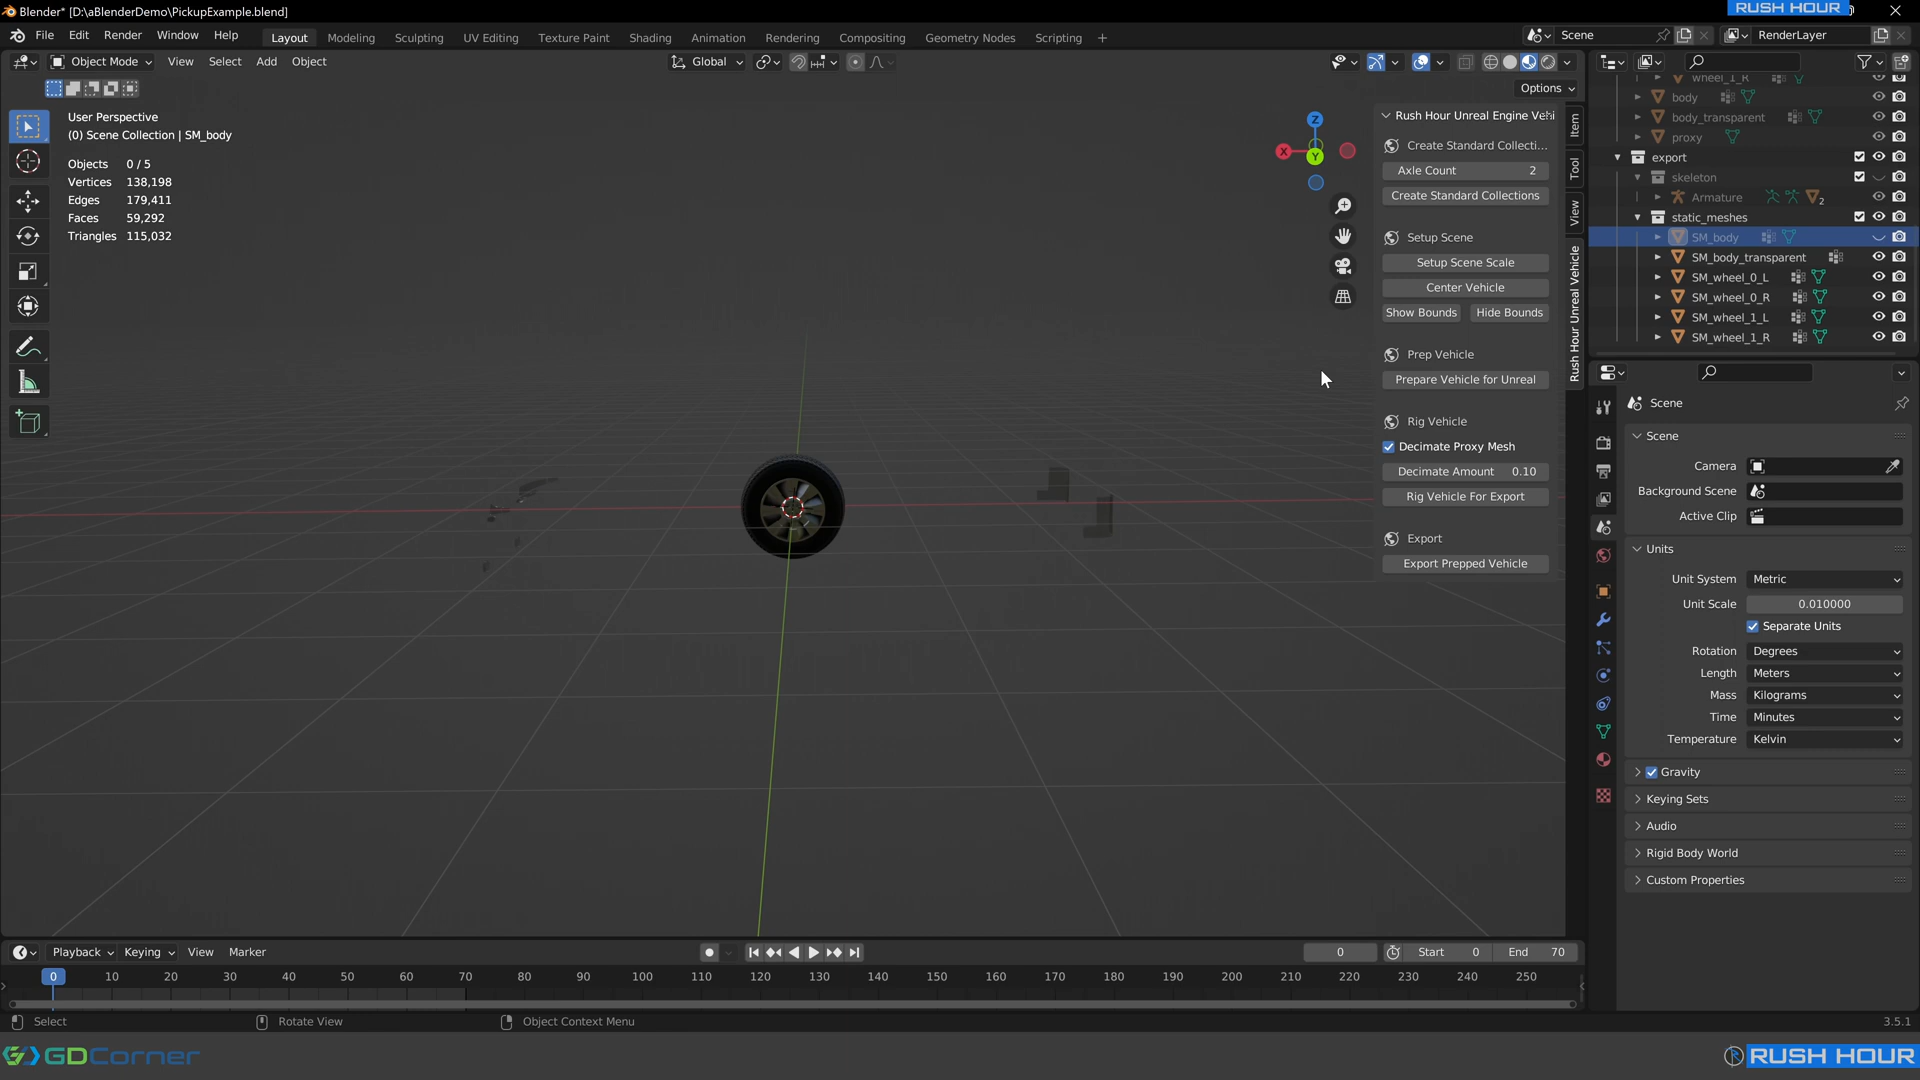 Blender* [D:\aBlenderDemo\PickupExample.blend]
RUSH HOUR
File Edit Render Window Help
Layout Modeling Sculpting UV Editing Texture Paint Shading Animation Rendering Compositing Geometry Nodes Scripting +
Scene
RenderLayer
Object Mode View Select Add Object
Global
Options
User Perspective
(0) Scene Collection | SM_body
Objects 0 / 5
Vertices 138,198
Edges 179,411
Faces 59,292
Triangles 115,032
Z
X
Y
Rush Hour Unreal Engine Vehi
Create Standard Collecti...
Axle Count 2
Create Standard Collections
Setup Scene
Setup Scene Scale
Center Vehicle
Show Bounds Hide Bounds
Prep Vehicle
Prepare Vehicle for Unreal
Rig Vehicle
Decimate Proxy Mesh
Decimate Amount 0.10
Rig Vehicle For Export
Export
Export Prepped Vehicle
Item
Tool
View
Rush Hour Unreal Vehicle
wheel_1_R
body
body_transparent
proxy
export
skeleton
Armature 2
static_meshes
SM_body
SM_body_transparent
SM_wheel_0_L
SM_wheel_0_R
SM_wheel_1_L
SM_wheel_1_R
Scene
Scene
Camera
Background Scene
Active Clip
Units
Unit System Metric
Unit Scale 0.010000
Separate Units
Rotation Degrees
Length Meters
Mass Kilograms
Time Minutes
Temperature Kelvin
Gravity
Keying Sets
Audio
Rigid Body World
Custom Properties
Playback Keying View Marker
0 Start 0 End 70
0 10 20 30 40 50 60 70 80 90 100 110 120 130 140 150 160 170 180 190 200 210 220 230 240 250
Select Rotate View Object Context Menu 3.5.1
GDCorner
RUSH HOUR